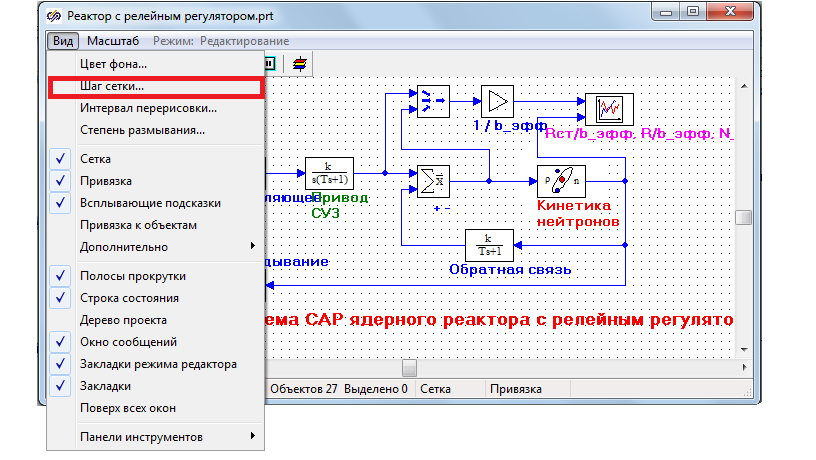 Реактор с релейным регулятором.prt
Вид Масштаб Режим: Редактирование
Цвет фона...
Шаг сетки...
Интервал перерисовки...
Степень размывания...
Сетка
Привязка
Всплывающие подсказки
Привязка к объектам
Дополнительно
Полосы прокрутки
Строка состояния
Дерево проекта
Окно сообщений
Закладки режима редактора
Закладки
Поверх всех окон
Панели инструментов
1 / b_эфф
Rст/b_эфф, R/b_эфф, N_
k
s(Ts+1)
ляющее
Привод
СУЗ
x
+ -
ρ n
Кинетика
нейтронов
k
Ts+1
Обратная связь
дывание
ема САР ядерного реактора с релейным регулято
Объектов 27 Выделено 0 Сетка Привязка